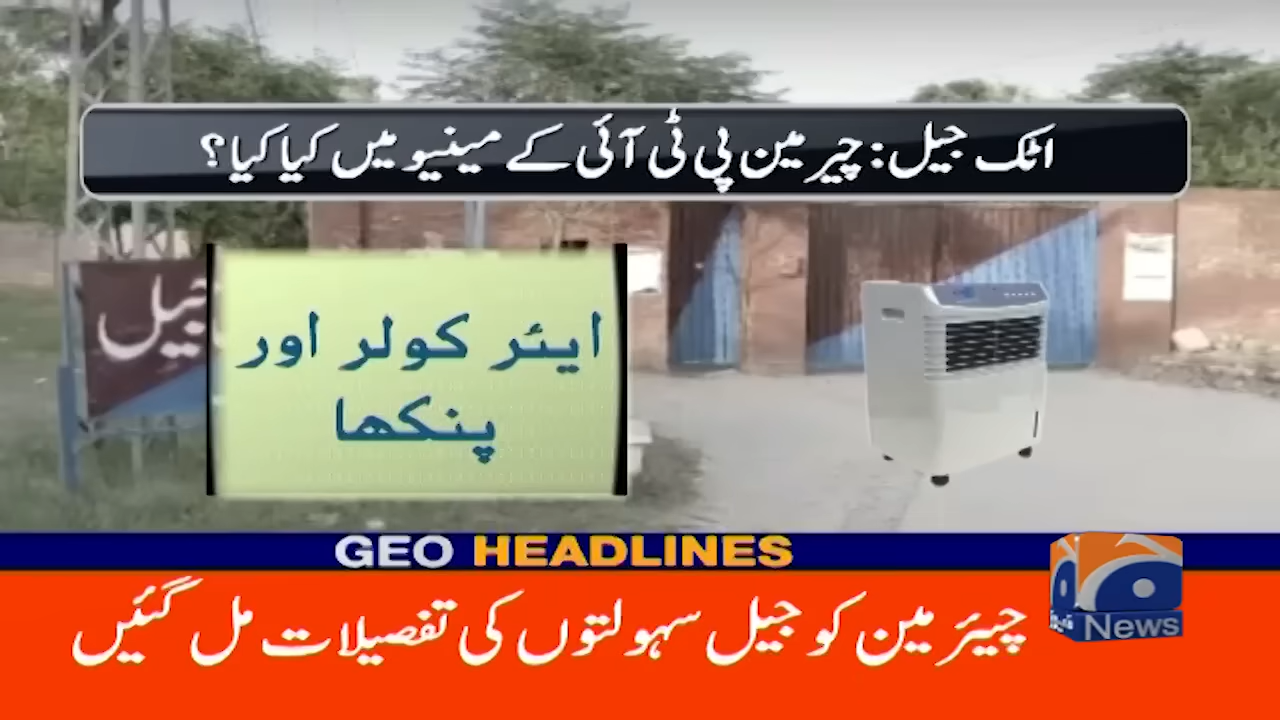 اٹک جیل: چیرمین پی ٹی آئی کے مینیو میں کیا کیا؟
جیل
ایئر کولر اور
پنکھا
GEO HEADLINES
چیئرمین کو جیل سہولتوں کی تفصیلات مل گئیں
News